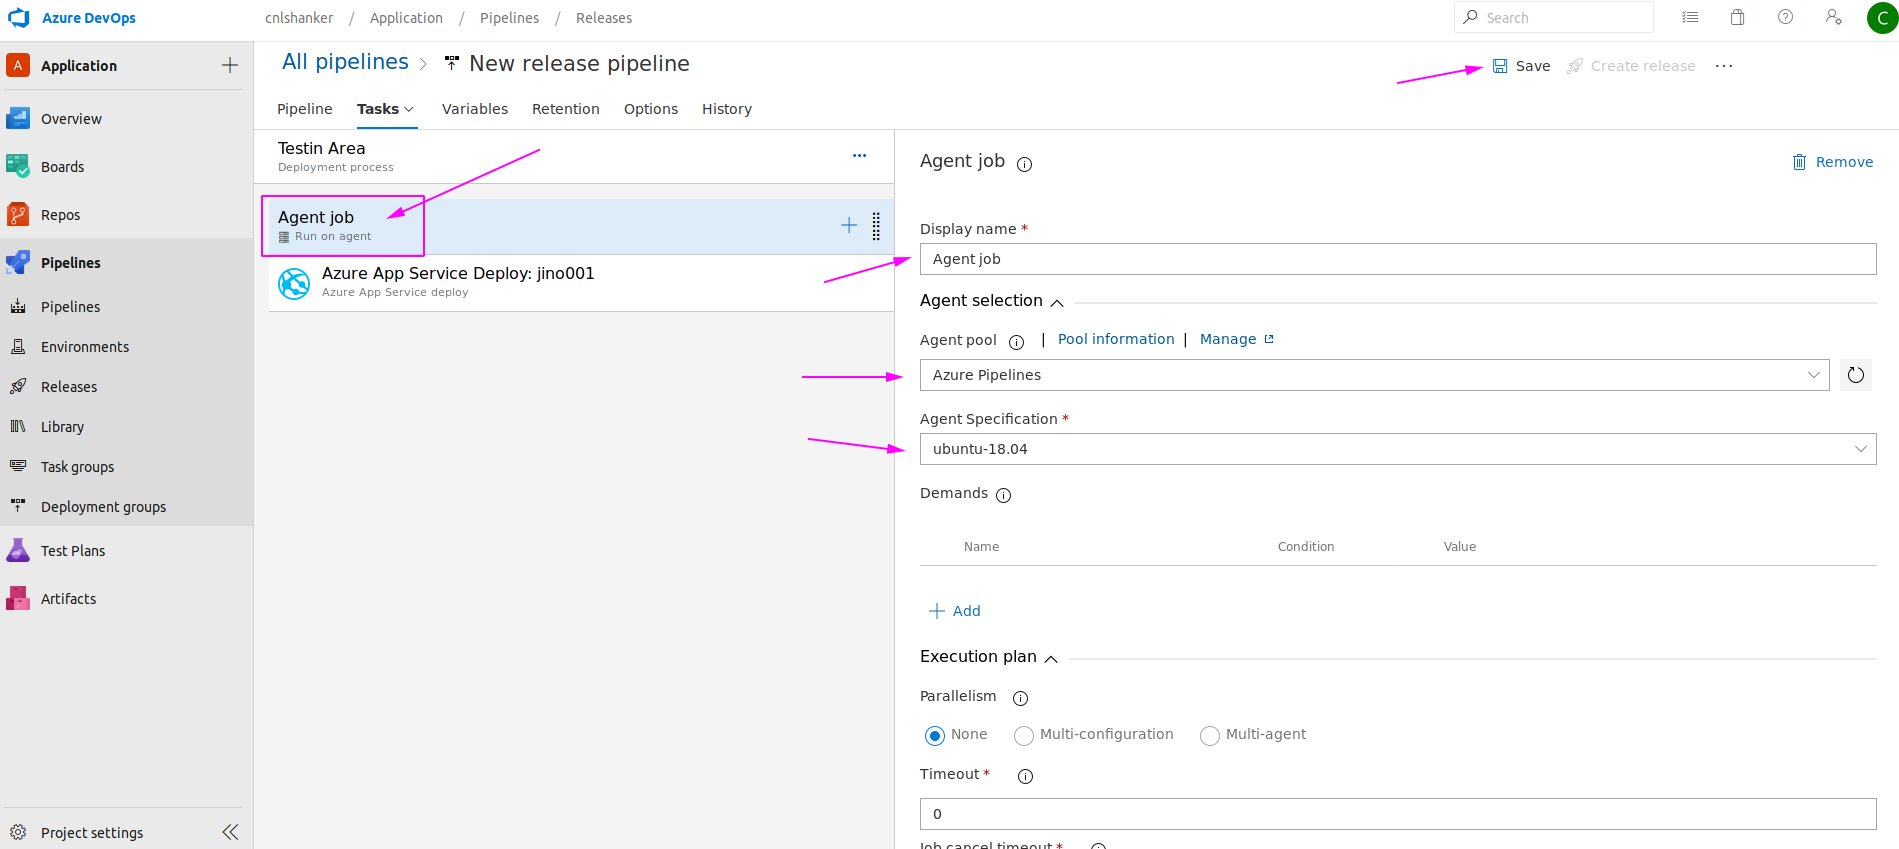 Azure DevOps
cnlshanker / Application / Pipelines / Releases
Search
C
A Application
Overview
Boards
Repos
Pipelines
Pipelines
Environments
Releases
Library
Task groups
Deployment groups
Test Plans
Artifacts
Project settings
All pipelines > New release pipeline
Save
Create release
Pipeline Tasks Variables Retention Options History
Testin Area
Deployment process
Agent job
Run on agent
Azure App Service Deploy: jino001
Azure App Service deploy
Agent job
Remove
Display name *
Agent job
Agent selection
Agent pool | Pool information | Manage
Azure Pipelines
Agent Specification *
ubuntu-18.04
Demands
Name Condition Value
Add
Execution plan
Parallelism
None Multi-configuration Multi-agent
Timeout *
0
Job cancel timeout *